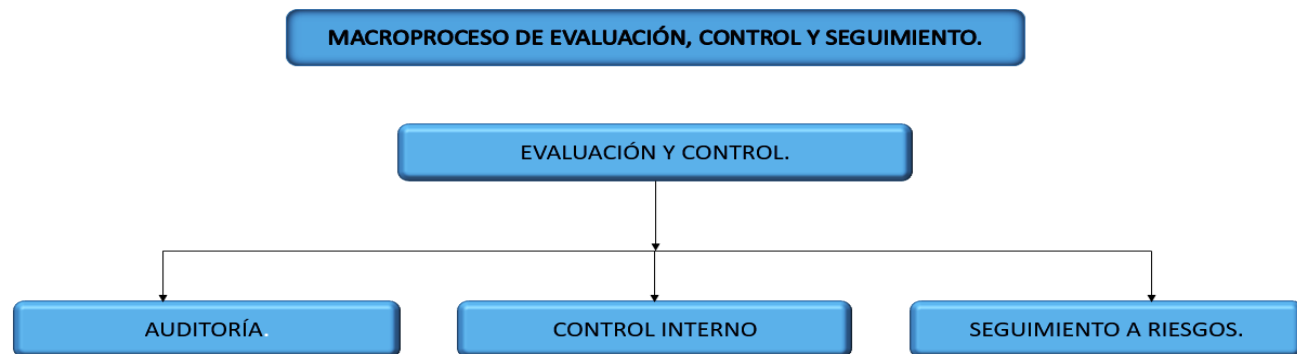 MACROPROCESO DE EVALUACIÓN, CONTROL Y SEGUIMIENTO.
EVALUACIÓN Y CONTROL.
AUDITORÍA.
CONTROL INTERNO
SEGUIMIENTO A RIESGOS.